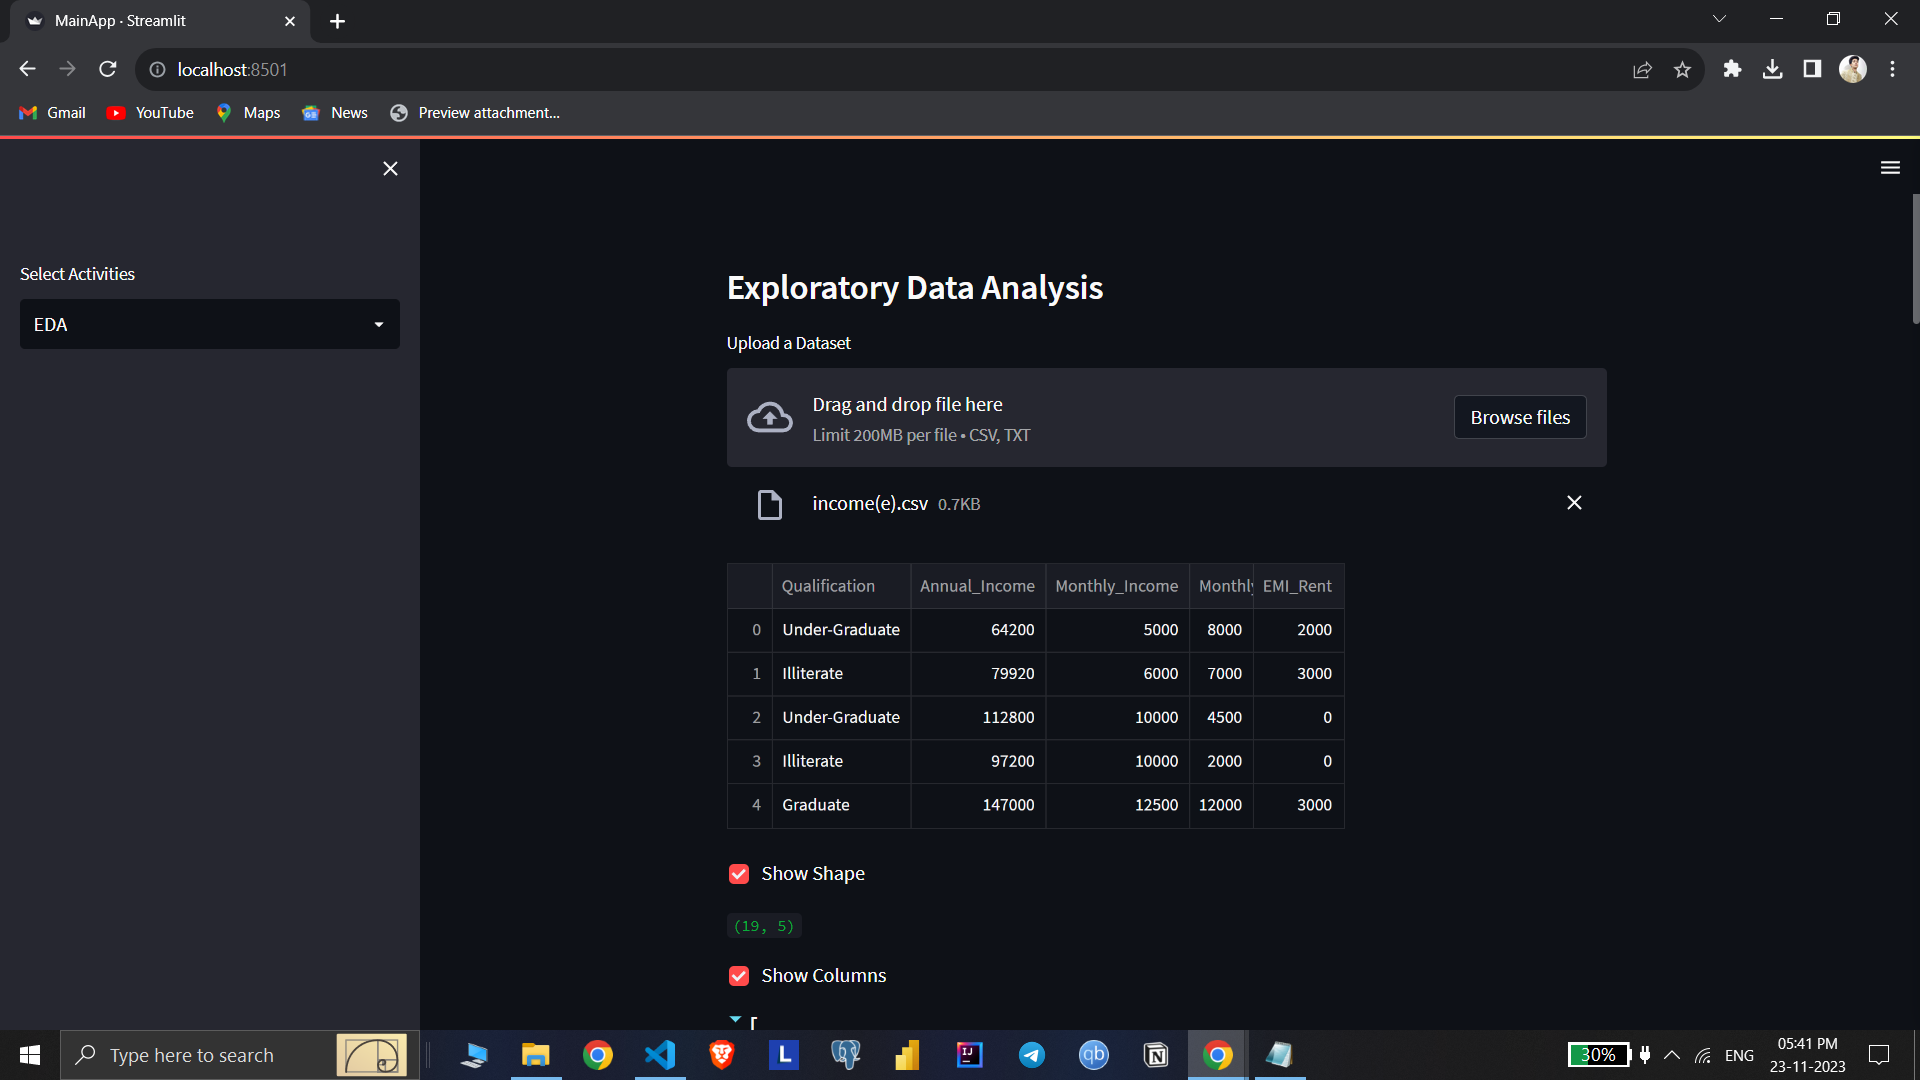 MainApp · Streamlit
localhost:8501
Gmail YouTube Maps News Preview attachment...
Select Activities
EDA
Exploratory Data Analysis
Upload a Dataset
Drag and drop file here
Limit 200MB per file • CSV, TXT
Browse files
income(e).csv 0.7KB
Qualification Annual_Income Monthly_Income Monthly EMI_Rent
0 Under-Graduate 64200 5000 8000 2000
1 Illiterate 79920 6000 7000 3000
2 Under-Graduate 112800 10000 4500 0
3 Illiterate 97200 10000 2000 0
4 Graduate 147000 12500 12000 3000
Show Shape
(19, 5)
Show Columns
[
Type here to search
L
IJ
qb
N
30%
ENG
05:41 PM
23-11-2023